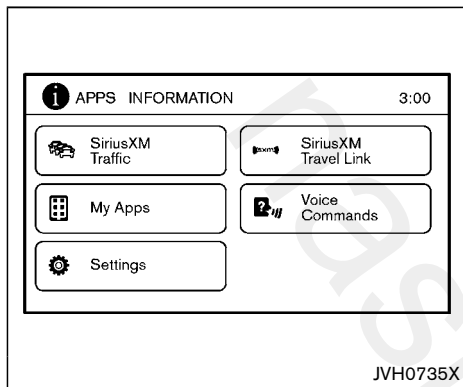 i APPS INFORMATION 3:00
SiriusXM
Traffic
SiriusXM
Travel Link
My Apps
Voice
Commands
Settings
JVH0735X